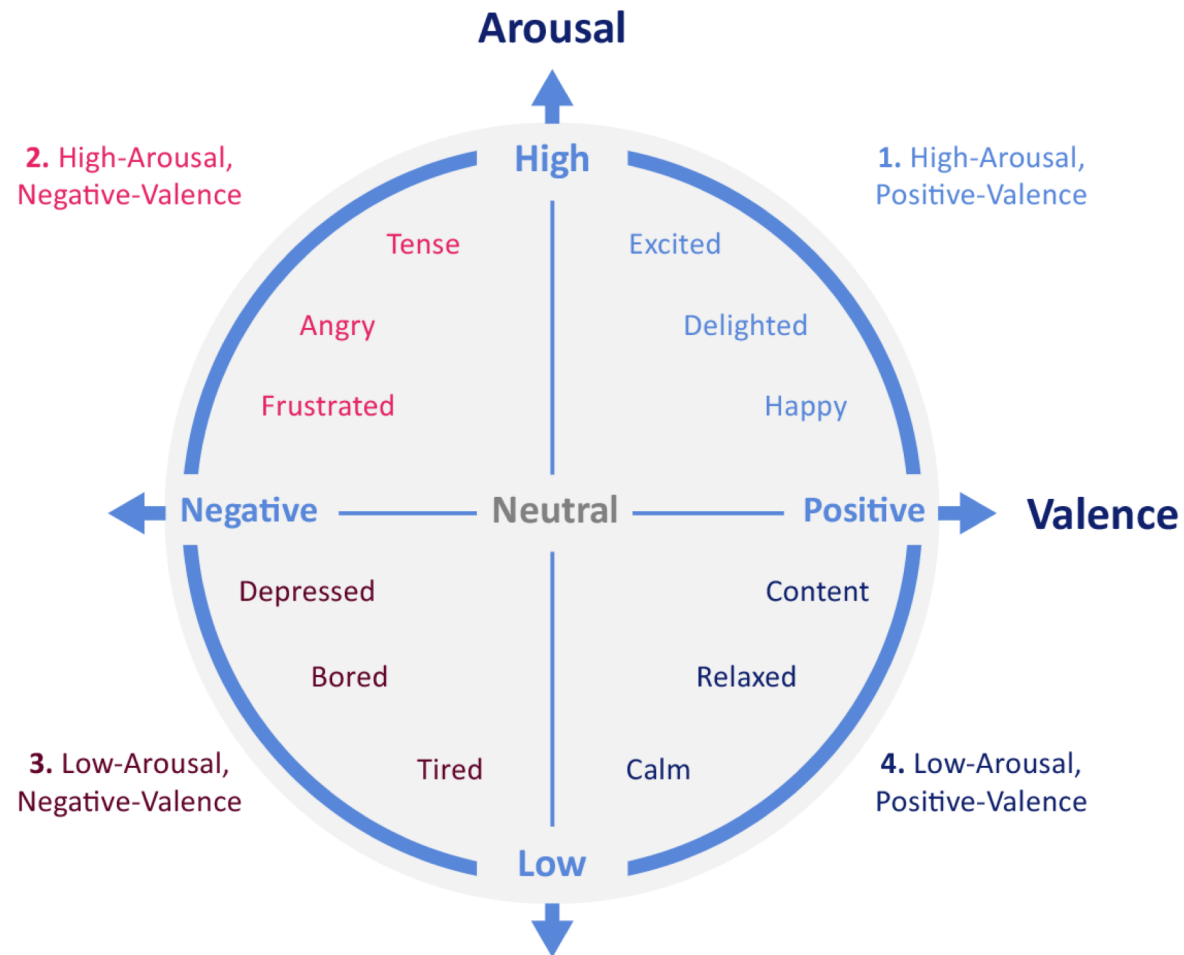 Arousal
2. High-Arousal,
Negative-Valence
High
1. High-Arousal,
Positive-Valence
Tense
Excited
Angry
Delighted
Frustrated
Happy
Negative
Neutral
Positive
Valence
Depressed
Content
Bored
Relaxed
3. Low-Arousal,
Negative-Valence
Tired
Calm
4. Low-Arousal,
Positive-Valence
Low